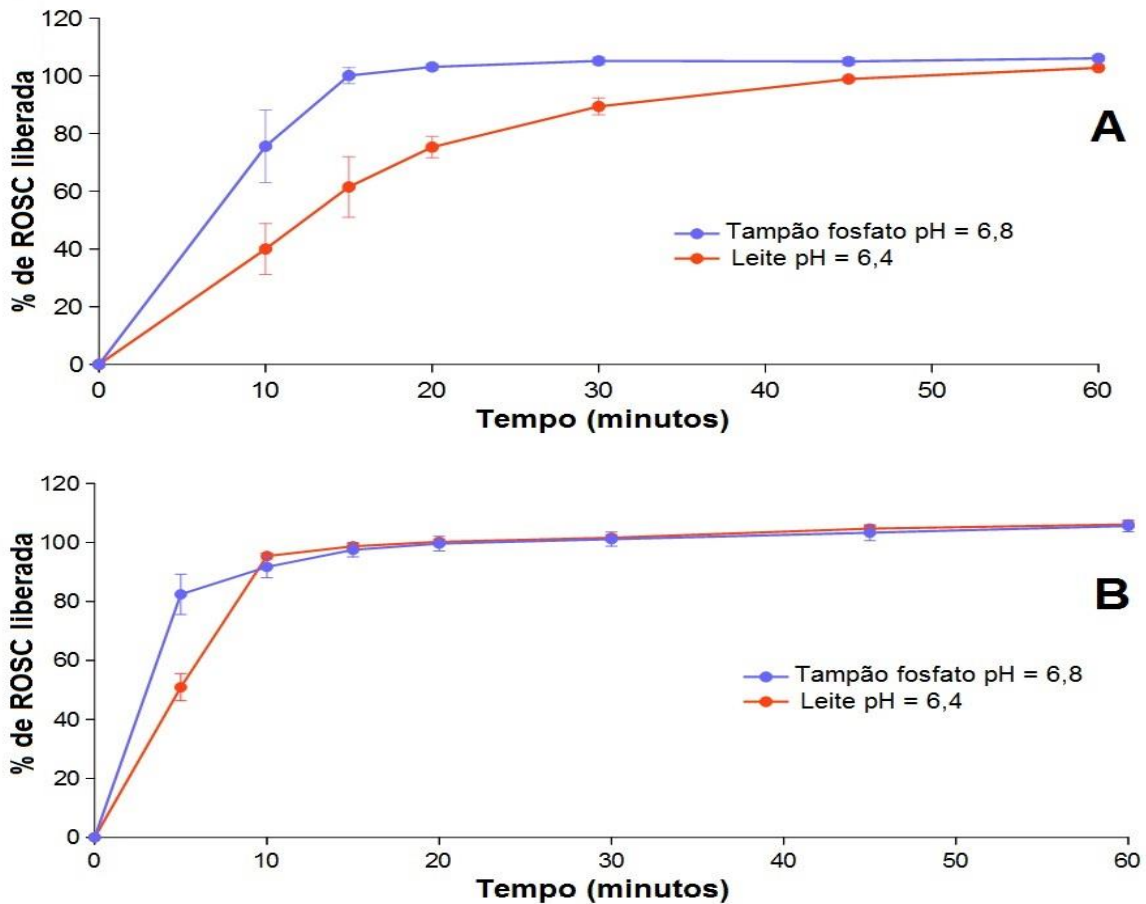 120
100
80
60
40
20
0
% de ROSC liberada
A
Tampão fosfato pH = 6,8
Leite pH = 6,4
0 10 20 30 40 50 60
Tempo (minutos)
120
100
80
60
40
20
0
% de ROSC liberada
B
Tampão fosfato pH = 6,8
Leite pH = 6,4
0 10 20 30 40 50 60
Tempo (minutos)